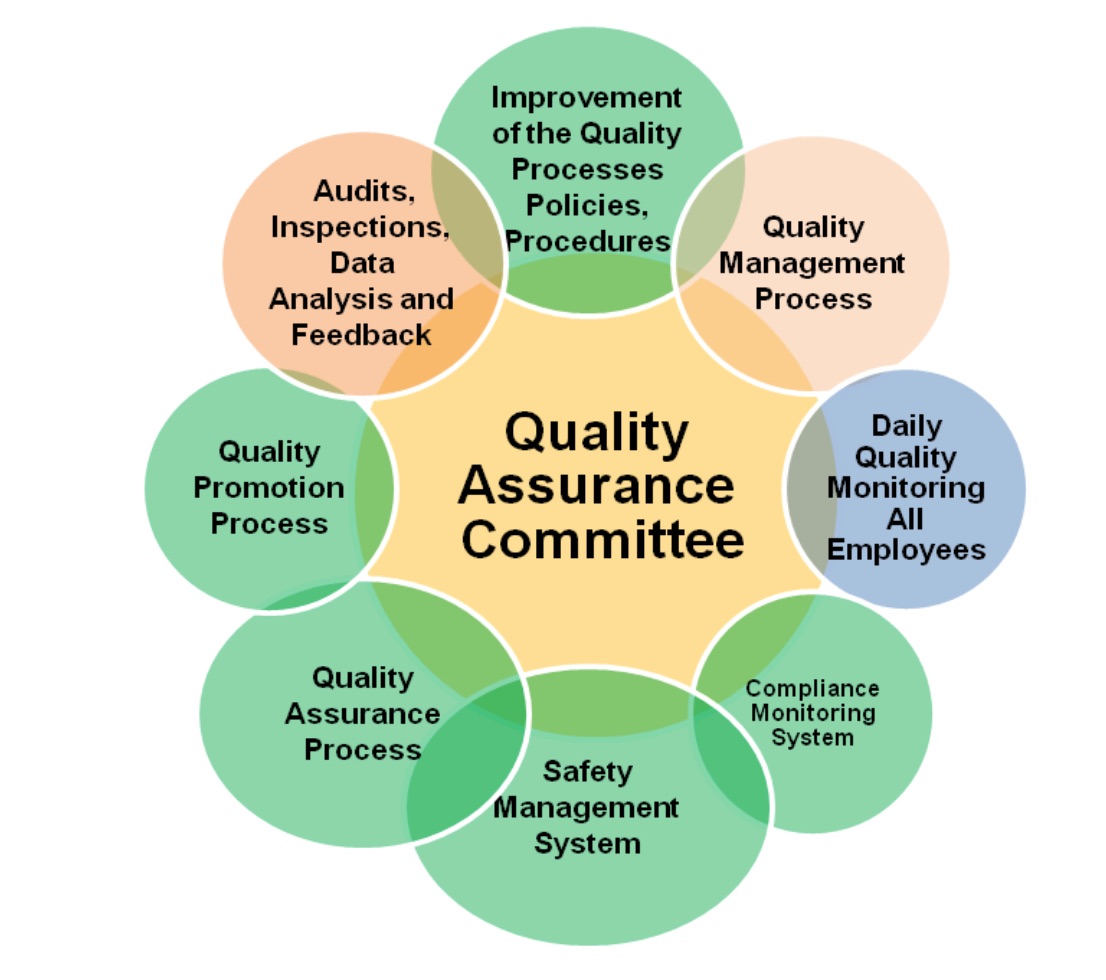 Improvement
of the Quality
Processes
Policies,
Procedures
Quality
Management
Process
Daily
Quality
Monitoring
All
Employees
Compliance
Monitoring
System
Safety
Management
System
Quality
Assurance
Process
Quality
Promotion
Process
Audits,
Inspections,
Data
Analysis and
Feedback
Quality
Assurance
Committee